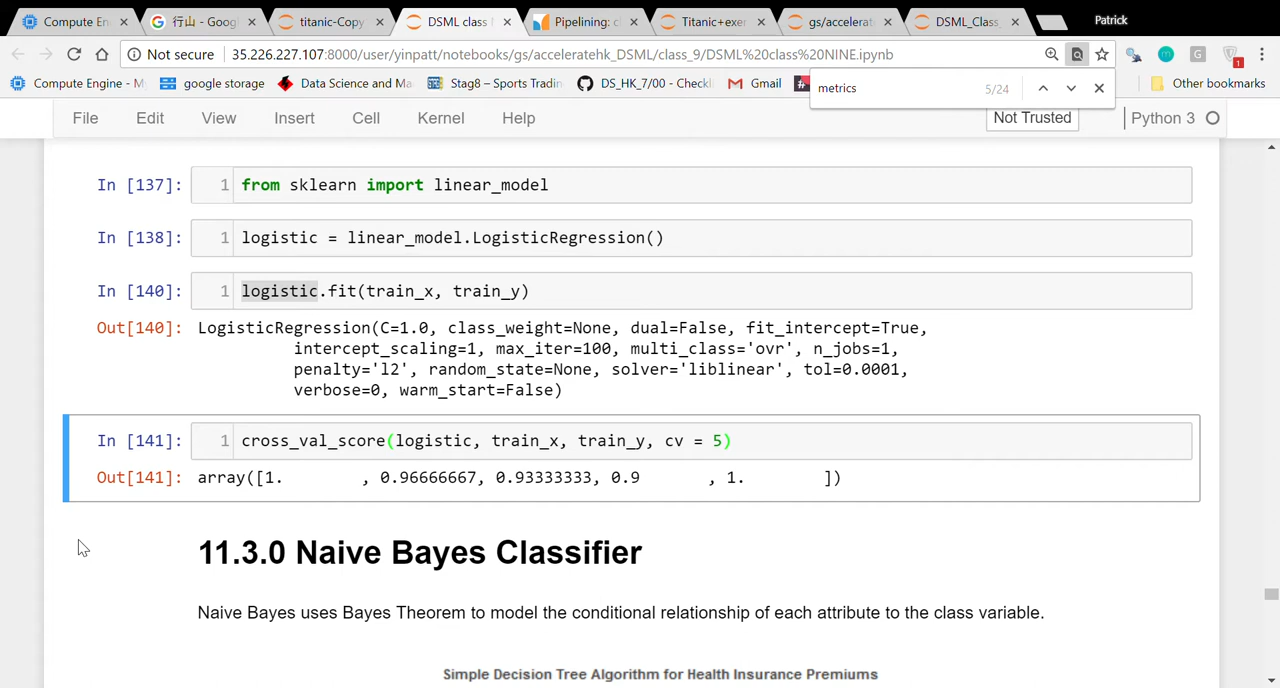 Patrick
Compute En
行山 - Goog
titanic-Copy
DSML class
Pipelining: c
Titanic+exer
gs/accelerat
DSML_Class_
Not secure
35.226.227.107:8000/user/yinpatt/notebooks/gs/acceleratehk_DSML/class_9/DSML%20class%20NINE.ipynb
Compute Engine - M
google storage
Data Science and Ma
Stag8 – Sports Tradin
DS_HK_7/00 - Checkl
Gmail
Other bookmarks
metrics 5/24
File Edit View Insert Cell Kernel Help
Not Trusted
Python 3
In [137]: 1 from sklearn import linear_model
In [138]: 1 logistic = linear_model.LogisticRegression()
In [140]: 1 logistic.fit(train_x, train_y)
Out[140]: LogisticRegression(C=1.0, class_weight=None, dual=False, fit_intercept=True,
intercept_scaling=1, max_iter=100, multi_class='ovr', n_jobs=1,
penalty='l2', random_state=None, solver='liblinear', tol=0.0001,
verbose=0, warm_start=False)
In [141]: 1 cross_val_score(logistic, train_x, train_y, cv = 5)
Out[141]: array([1. , 0.96666667, 0.93333333, 0.9 , 1. ])
11.3.0 Naive Bayes Classifier
Naive Bayes uses Bayes Theorem to model the conditional relationship of each attribute to the class variable.
Simple Decision Tree Algorithm for Health Insurance Premiums